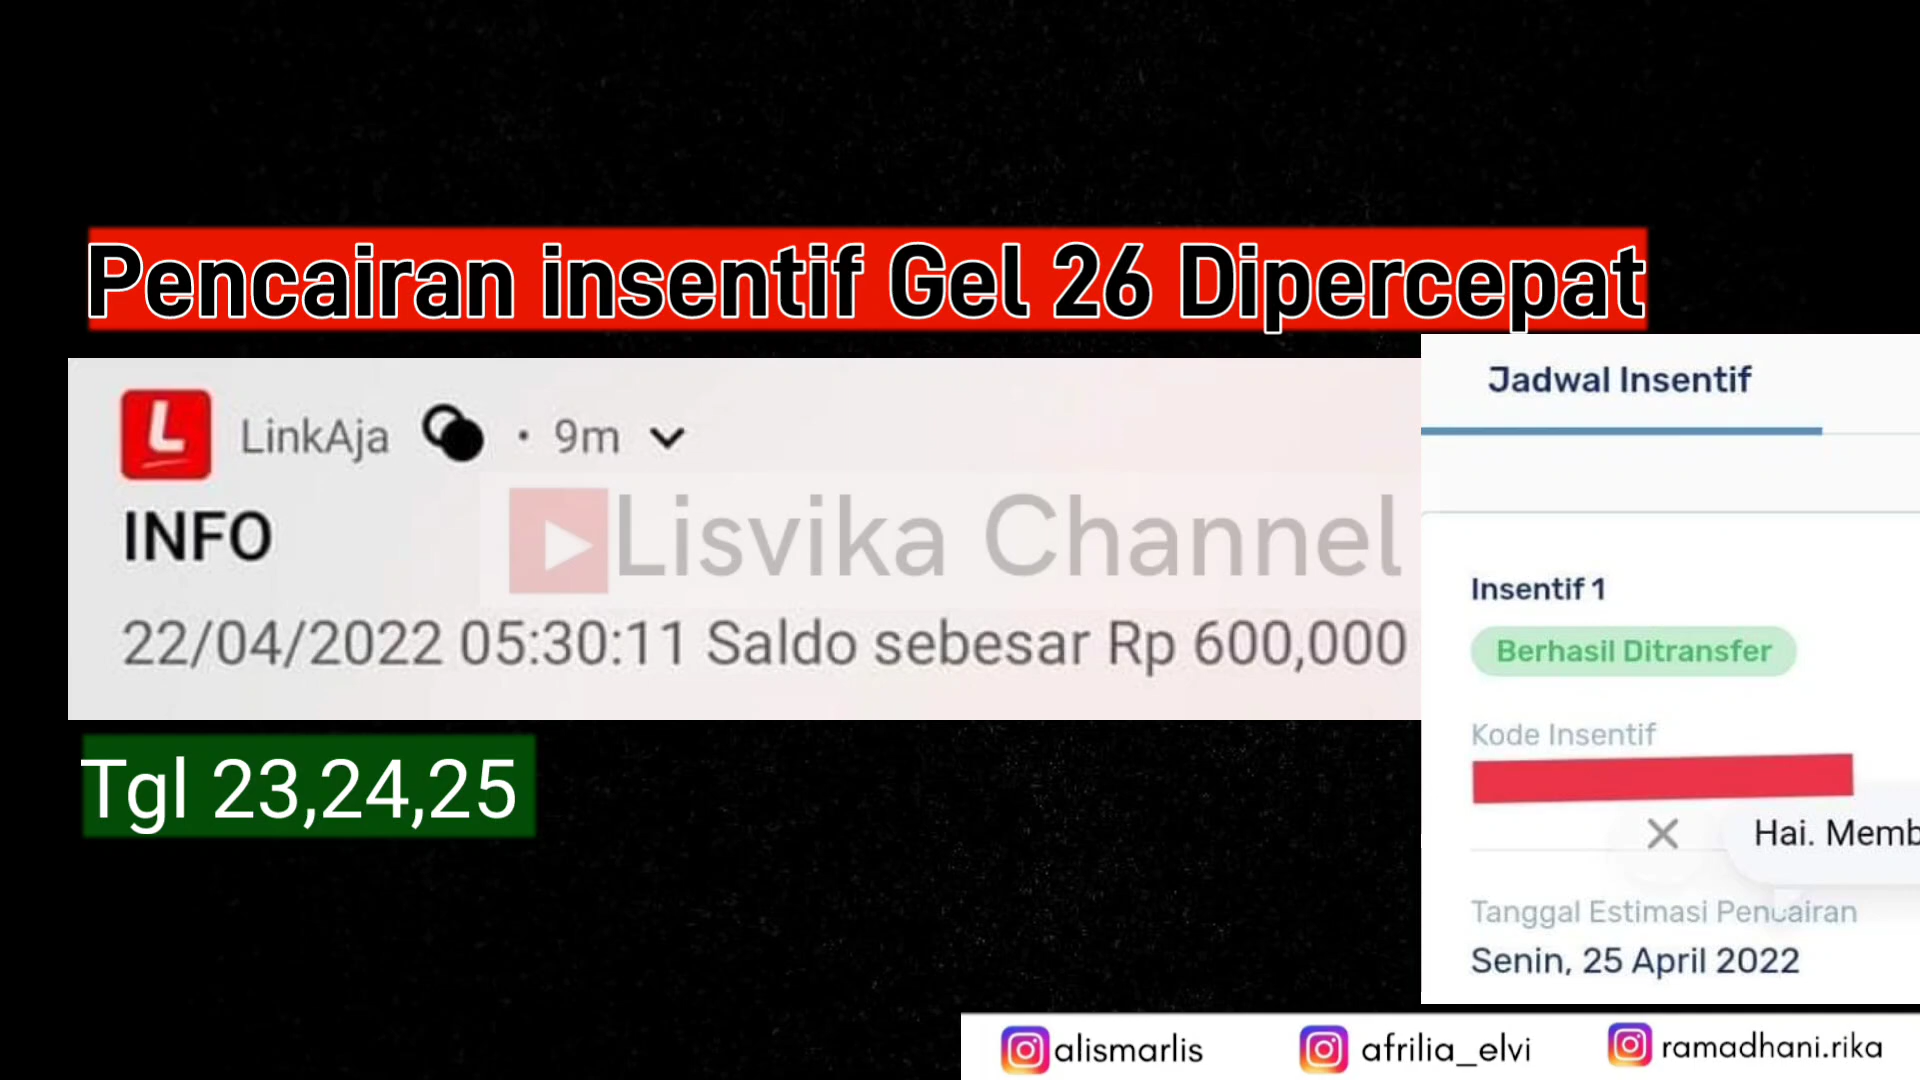 Pencairan insentif Gel 26 Dipercepat
LinkAja • 9m
INFO
Lisvika Channel
22/04/2022 05:30:11 Saldo sebesar Rp 600,000
Tgl 23,24,25
Jadwal Insentif
Insentif 1
Berhasil Ditransfer
Kode Insentif
Hai. Memb
Tanggal Estimasi Pencairan
Senin, 25 April 2022
alismarlis
afrilia_elvi
ramadhani.rika